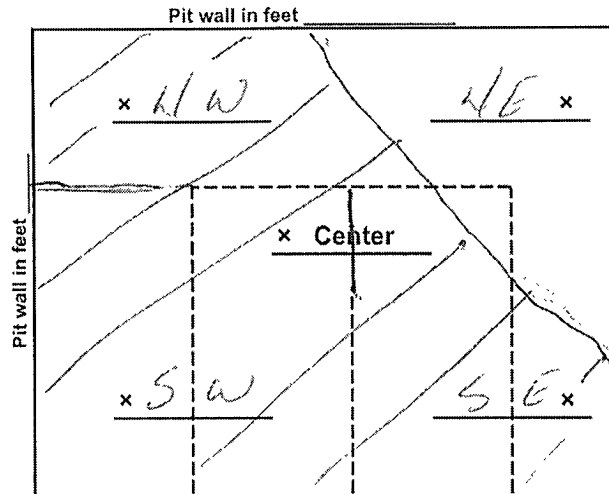 Pit wall in feet
× NW
NE ×
Pit wall in feet
× Center
× SW
SE ×